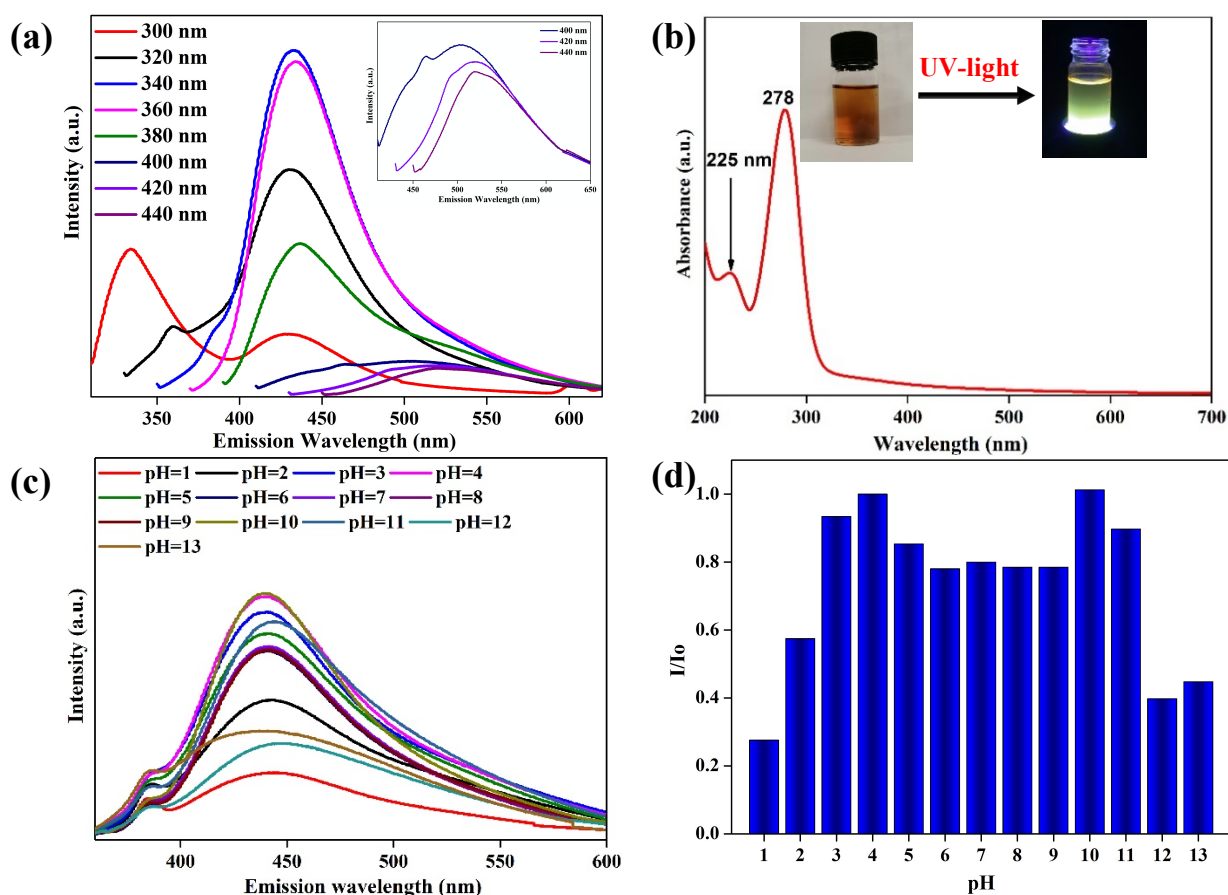 (a)
300 nm
320 nm
340 nm
360 nm
380 nm
400 nm
420 nm
440 nm
Intensity (a.u.)
350 400 450 500 550 600
Emission Wavelength (nm)
400 nm
420 nm
440 nm
Intensity (a.u.)
450 500 550 600 650
Emission Wavelength (nm)
(b)
UV-light
278
225 nm
Absorbance (a.u.)
200 300 400 500 600 700
Wavelength (nm)
(c)
pH=1 pH=2 pH=3 pH=4
pH=5 pH=6 pH=7 pH=8
pH=9 pH=10 pH=11 pH=12
pH=13
Intensity (a.u.)
400 450 500 550 600
Emission wavelength (nm)
(d)
I/Io
1.0
0.8
0.6
0.4
0.2
0.0
1 2 3 4 5 6 7 8 9 10 11 12 13
pH